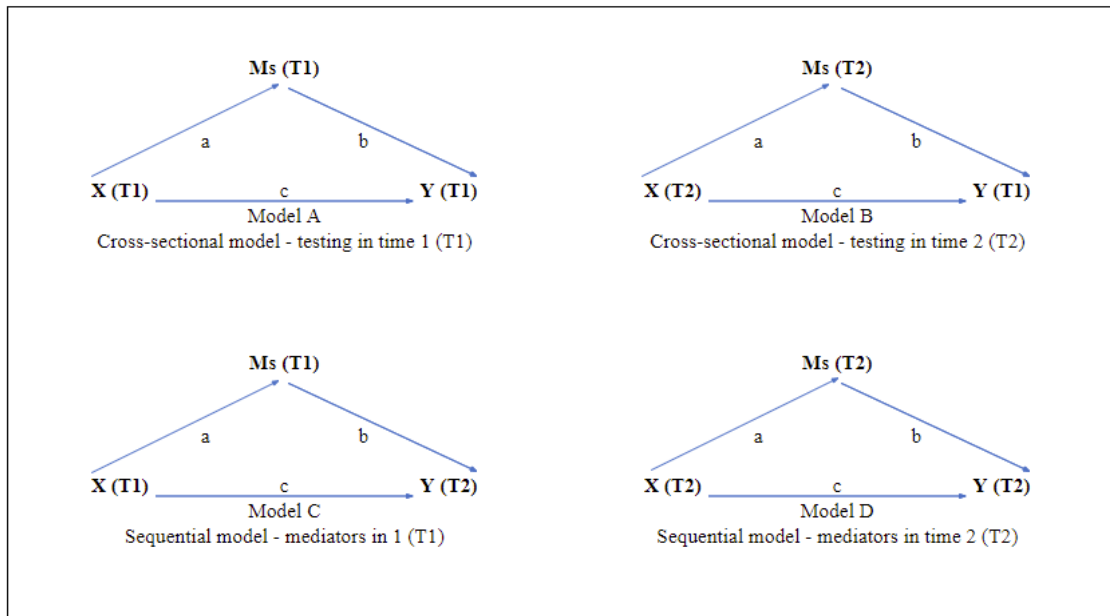 Ms (T1)
Ms (T2)
a
b
a
b
X (T1)
c
Y (T1)
X (T2)
c
Y (T1)
Model A
Model B
Cross-sectional model - testing in time 1 (T1)
Cross-sectional model - testing in time 2 (T2)
Ms (T1)
Ms (T2)
a
b
a
b
X (T1)
c
Y (T2)
X (T2)
c
Y (T2)
Model C
Model D
Sequential model - mediators in 1 (T1)
Sequential model - mediators in time 2 (T2)